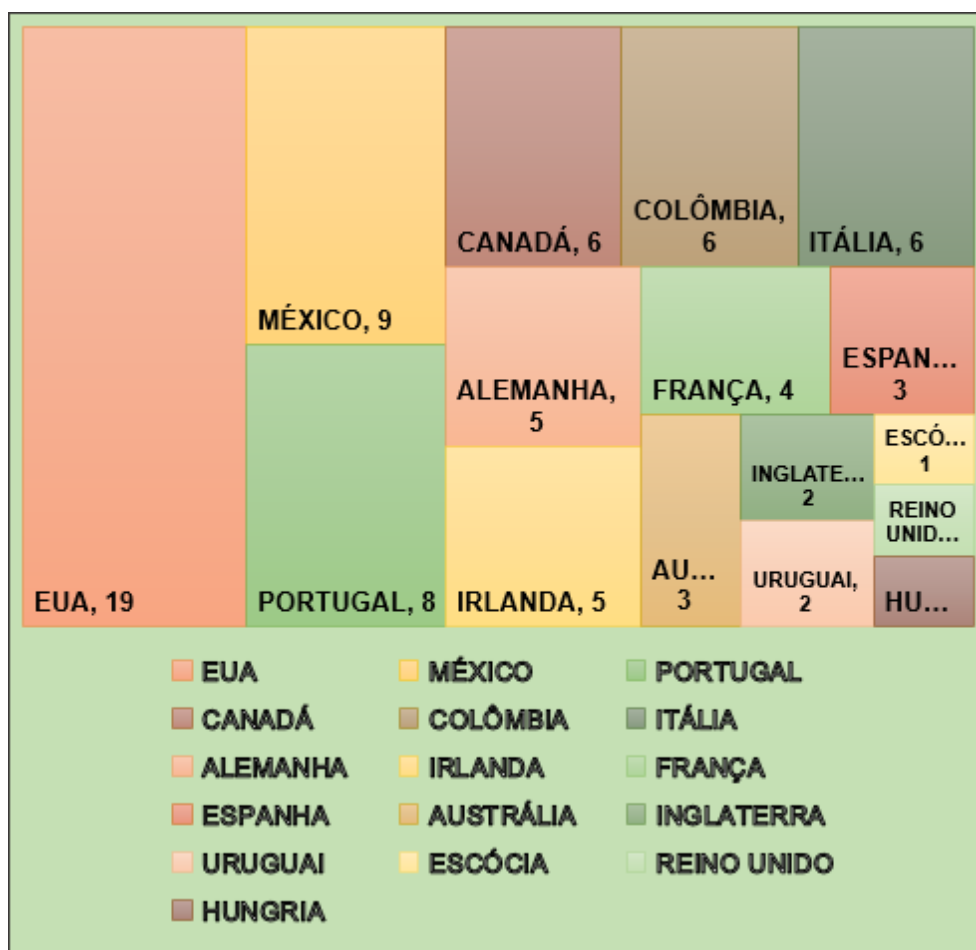 EUA, 19
MÉXICO, 9
PORTUGAL, 8
CANADÁ, 6
COLÔMBIA,
6
ITÁLIA, 6
ALEMANHA,
5
IRLANDA, 5
FRANÇA, 4
ESPAN...
3
AU...
3
INGLATE...
2
URUGUAI,
2
ESCÓ...
1
REINO
UNID...
HU...
EUA
MÉXICO
PORTUGAL
CANADÁ
COLÔMBIA
ITÁLIA
ALEMANHA
IRLANDA
FRANÇA
ESPANHA
AUSTRÁLIA
INGLATERRA
URUGUAI
ESCÓCIA
REINO UNIDO
HUNGRIA